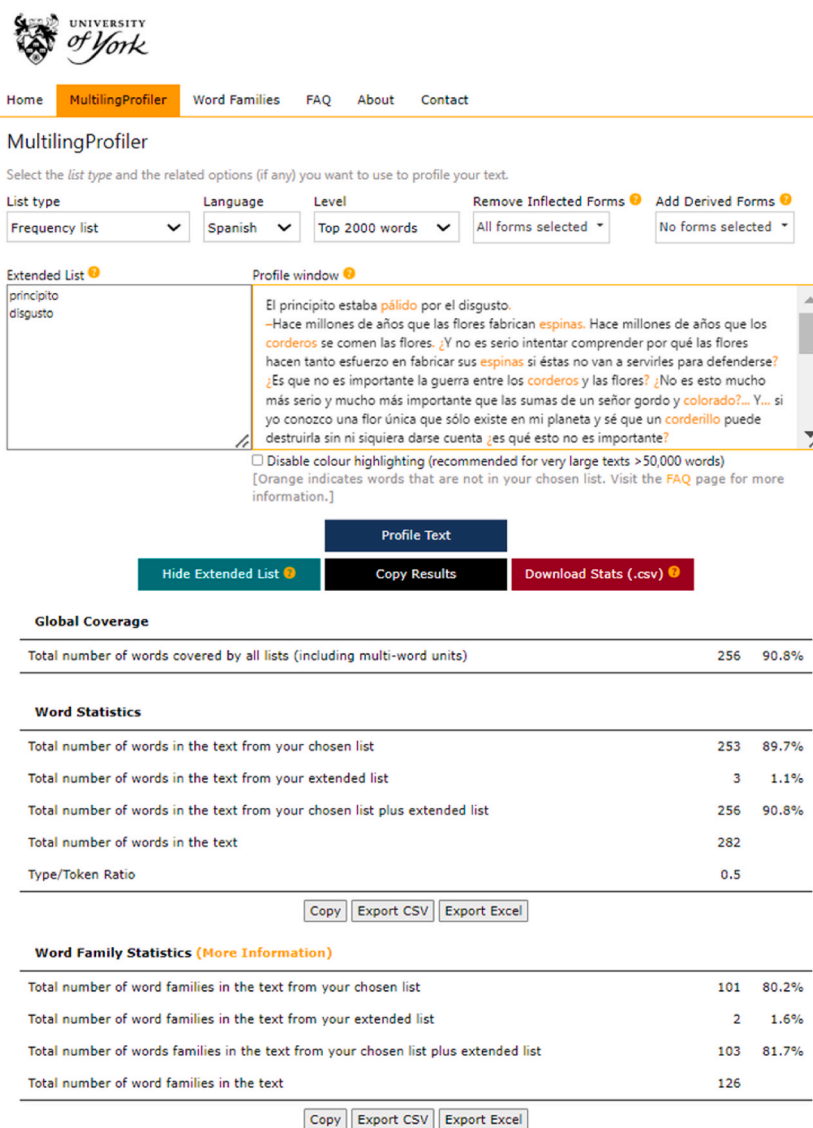 UNIVERSITY
of York
Home MultilingProfiler Word Families FAQ About Contact
MultilingProfiler
Select the list type and the related options (if any) you want to use to profile your text.
List type Language Level Remove Inflected Forms ? Add Derived Forms ?
Frequency list Spanish Top 2000 words All forms selected No forms selected
Extended List ? Profile window ?
principito
disgusto
El principito estaba pálido por el disgusto.
–Hace millones de años que las flores fabrican espinas. Hace millones de años que los
corderos se comen las flores. ¿Y no es serio intentar comprender por qué las flores
hacen tanto esfuerzo en fabricar sus espinas si éstas no van a servirles para defenderse?
¿Es que no es importante la guerra entre los corderos y las flores? ¿No es esto mucho
más serio y mucho más importante que las sumas de un señor gordo y colorado?... Y... si
yo conozco una flor única que sólo existe en mi planeta y sé que un corderillo puede
destruirla sin ni siquiera darse cuenta ¿es qué esto no es importante?
Disable colour highlighting (recommended for very large texts >50,000 words)
[Orange indicates words that are not in your chosen list. Visit the FAQ page for more
information.]
Profile Text
Hide Extended List ? Copy Results Download Stats (.csv) ?
Global Coverage
Total number of words covered by all lists (including multi-word units) 256 90.8%
Word Statistics
Total number of words in the text from your chosen list 253 89.7%
Total number of words in the text from your extended list 3 1.1%
Total number of words in the text from your chosen list plus extended list 256 90.8%
Total number of words in the text 282
Type/Token Ratio 0.5
Copy Export CSV Export Excel
Word Family Statistics (More Information)
Total number of word families in the text from your chosen list 101 80.2%
Total number of word families in the text from your extended list 2 1.6%
Total number of words families in the text from your chosen list plus extended list 103 81.7%
Total number of word families in the text 126
Copy Export CSV Export Excel